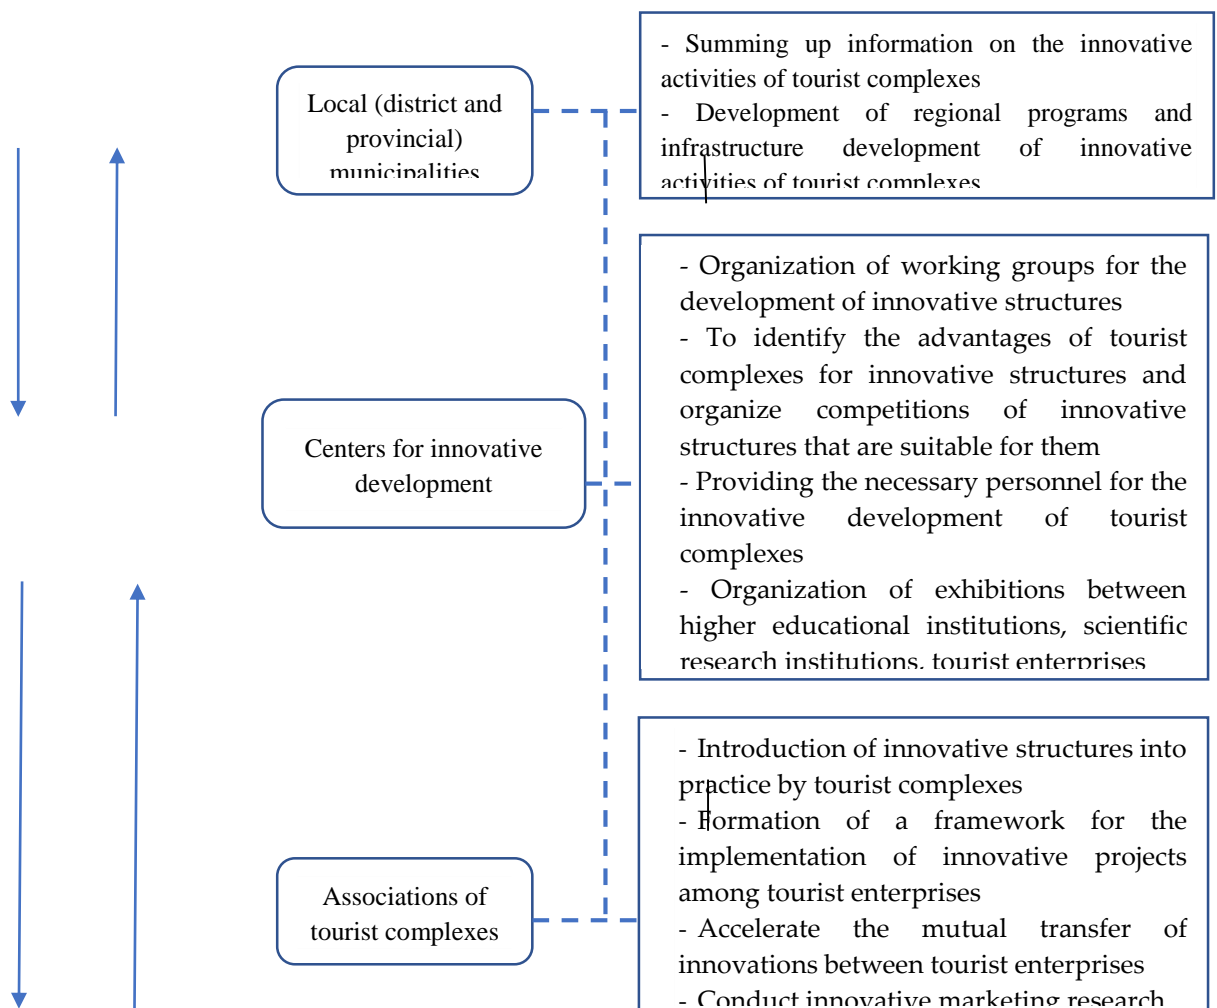 Local (district and
provincial)
municipalities
- Summing up information on the innovative
activities of tourist complexes
- Development of regional programs and
infrastructure development of innovative
activities of tourist complexes
Centers for innovative
development
- Organization of working groups for the
development of innovative structures
- To identify the advantages of tourist
complexes for innovative structures and
organize competitions of innovative
structures that are suitable for them
- Providing the necessary personnel for the
innovative development of tourist
complexes
- Organization of exhibitions between
higher educational institutions, scientific
research institutions, tourist enterprises
Associations of
tourist complexes
- Introduction of innovative structures into
practice by tourist complexes
- Formation of a framework for the
implementation of innovative projects
among tourist enterprises
- Accelerate the mutual transfer of
innovations between tourist enterprises
- Conduct innovative marketing research